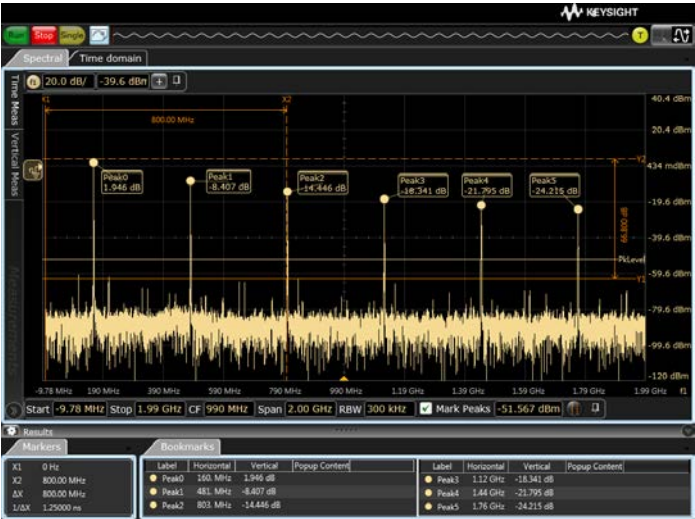 KEYSIGHT
Run Stop Single T
Spectral Time domain
f1 20.0 dB/ -39.6 dBm
Time Meas
Vertical Meas
Measurements
X1 X2
800.00 MHz
40.4 dBm
20.4 dBm
Y2 434 mdBm
-19.6 dBm
-39.6 dBm
PkLevel
-59.6 dBm
Y1
-79.6 dBm
-99.6 dBm
-120 dBm
66.800 dB
Peak0
1.946 dB
Peak1
-8.407 dB
Peak2
-14.446 dB
Peak3
-18.341 dB
Peak4
-21.795 dB
Peak5
-24.215 dB
-9.78 MHz 190 MHz 390 MHz 590 MHz 790 MHz 990 MHz 1.19 GHz 1.39 GHz 1.59 GHz 1.79 GHz 1.99 GHz f1
Start -9.78 MHz Stop 1.99 GHz CF 990 MHz Span 2.00 GHz RBW 300 kHz Mark Peaks -51.567 dBm
Results
Markers
X1 0 Hz
X2 800.00 MHz
ΔX 800.00 MHz
1/ΔX 1.25000 ns
Bookmarks
Label Horizontal Vertical Popup Content
Peak0 160. MHz 1.946 dB
Peak1 481. MHz -8.407 dB
Peak2 803. MHz -14.446 dB
Label Horizontal Vertical Popup Content
Peak3 1.12 GHz -18.341 dB
Peak4 1.44 GHz -21.795 dB
Peak5 1.76 GHz -24.215 dB